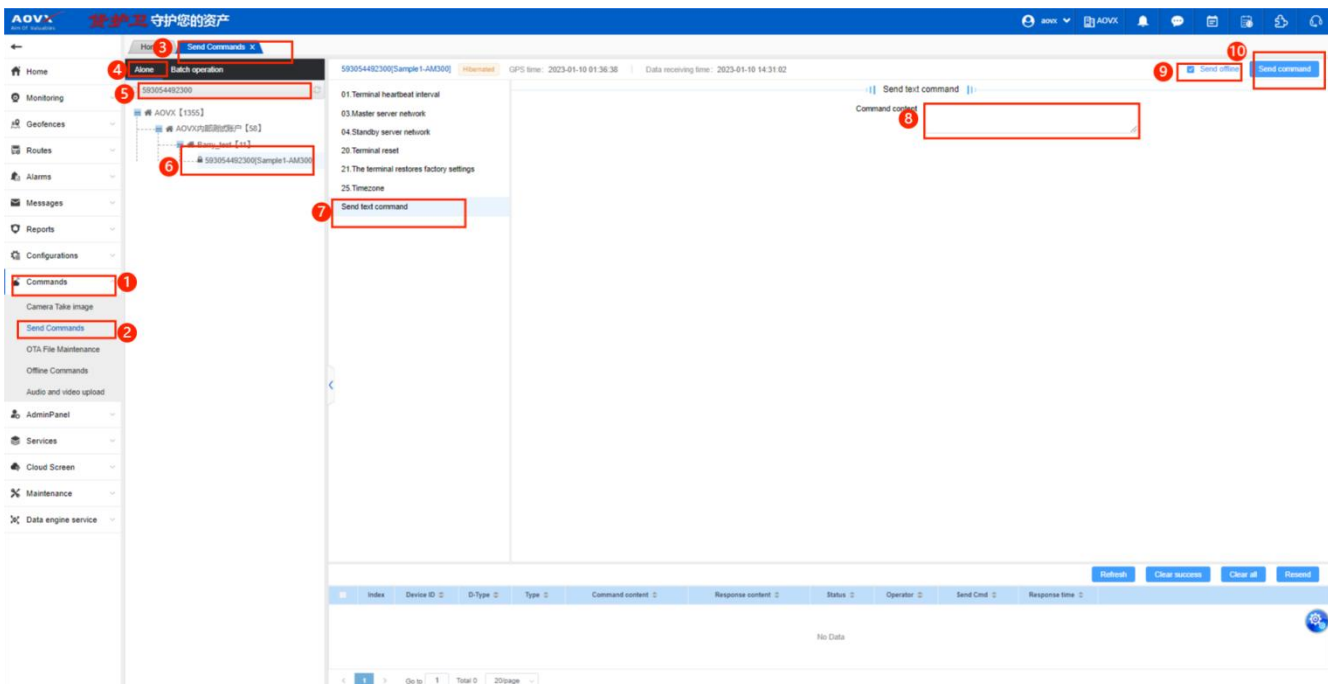 AOVX
货护卫 守护您的资产
aovx
AOVX
Home
3
Send Commands ×
10
Home
Monitoring
Geofences
Routes
Alarms
Messages
Reports
Configurations
Commands
1
Camera Take image
Send Commands
2
OTA File Maintenance
Offline Commands
Audio and video upload
AdminPanel
Services
Cloud Screen
Maintenance
Data engine service
4
Alone
Batch operation
5
593054492300
AOVX【1355】
AOVX内部测试账户【58】
Barry_test【11】
6
593054492300[Sample1-AM300
593054492300[Sample1-AM300]
Hibernated
GPS time: 2023-01-10 01:36:38
Data receiving time: 2023-01-10 14:31:02
9
Send offline
Send command
01.Terminal heartbeat interval
03.Master server network
04.Standby server network
20.Terminal reset
21.The terminal restores factory settings
25.Timezone
7
Send text command
Send text command
Command content
8
Refresh
Clear success
Clear all
Resend
Index
Device ID
D-Type
Type
Command content
Response content
Status
Operator
Send Cmd
Response time
No Data
1
Go to
1
Total 0
20/page